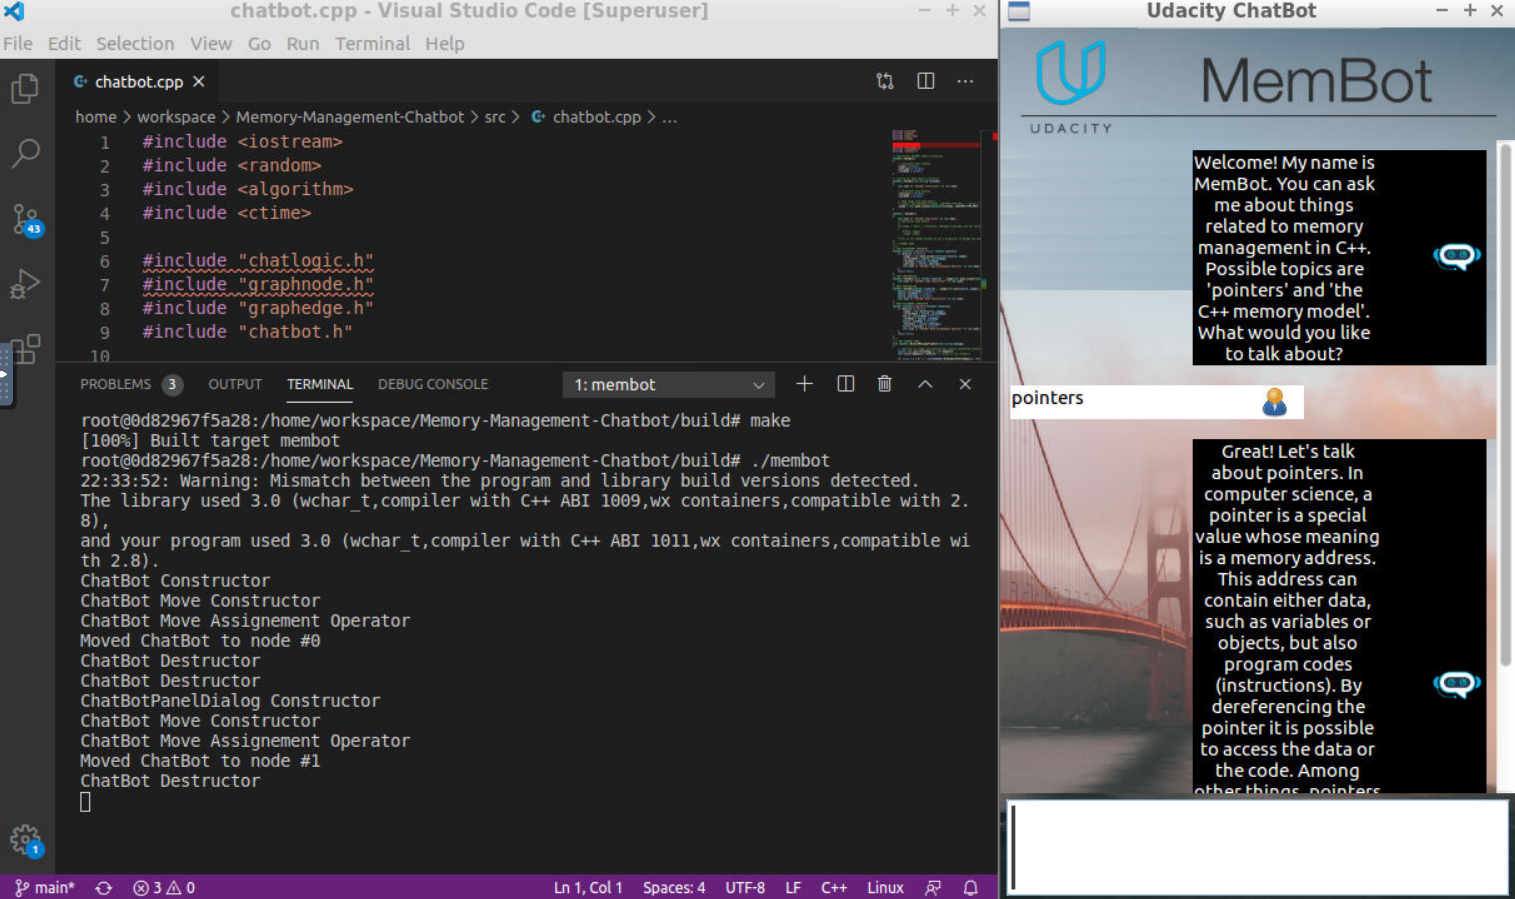 chatbot.cpp - Visual Studio Code [Superuser]
File Edit Selection View Go Run Terminal Help
chatbot.cpp
home > workspace > Memory-Management-Chatbot > src > chatbot.cpp > ...
1 #include <iostream>
2 #include <random>
3 #include <algorithm>
4 #include <ctime>
5
6 #include "chatlogic.h"
7 #include "graphnode.h"
8 #include "graphedge.h"
9 #include "chatbot.h"
10
43
PROBLEMS 3 OUTPUT TERMINAL DEBUG CONSOLE 1: membot
root@0d82967f5a28:/home/workspace/Memory-Management-Chatbot/build# make
[100%] Built target membot
root@0d82967f5a28:/home/workspace/Memory-Management-Chatbot/build# ./membot
22:33:52: Warning: Mismatch between the program and library build versions detected.
The library used 3.0 (wchar_t,compiler with C++ ABI 1009,wx containers,compatible with 2.
8),
and your program used 3.0 (wchar_t,compiler with C++ ABI 1011,wx containers,compatible wi
th 2.8).
ChatBot Constructor
ChatBot Move Constructor
ChatBot Move Assignement Operator
Moved ChatBot to node #0
ChatBot Destructor
ChatBot Destructor
ChatBotPanelDialog Constructor
ChatBot Move Constructor
ChatBot Move Assignement Operator
Moved ChatBot to node #1
ChatBot Destructor
1
main* 3 0 Ln 1, Col 1 Spaces: 4 UTF-8 LF C++ Linux
Udacity ChatBot
MemBot
UDACITY
Welcome! My name is
MemBot. You can ask
me about things
related to memory
management in C++.
Possible topics are
'pointers' and 'the
C++ memory model'.
What would you like
to talk about?
pointers
Great! Let's talk
about pointers. In
computer science, a
pointer is a special
value whose meaning
is a memory address.
This address can
contain either data,
such as variables or
objects, but also
program codes
(instructions). By
dereferencing the
pointer it is possible
to access the data or
the code. Among
other things, pointers